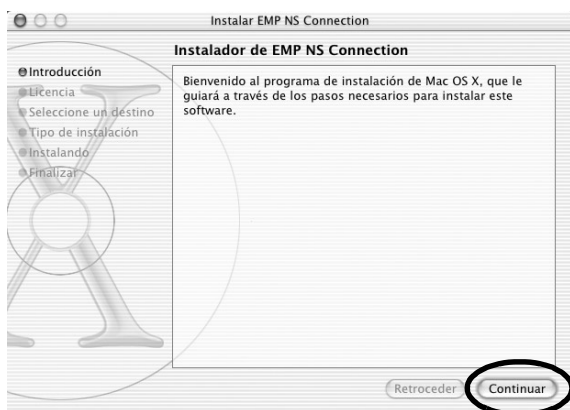 Instalar EMP NS Connection
Instalador de EMP NS Connection
Introducción
Licencia
Seleccione un destino
Tipo de instalación
Instalando
Finalizar
Bienvenido al programa de instalación de Mac OS X, que le
guiará a través de los pasos necesarios para instalar este
software.
Retroceder
Continuar